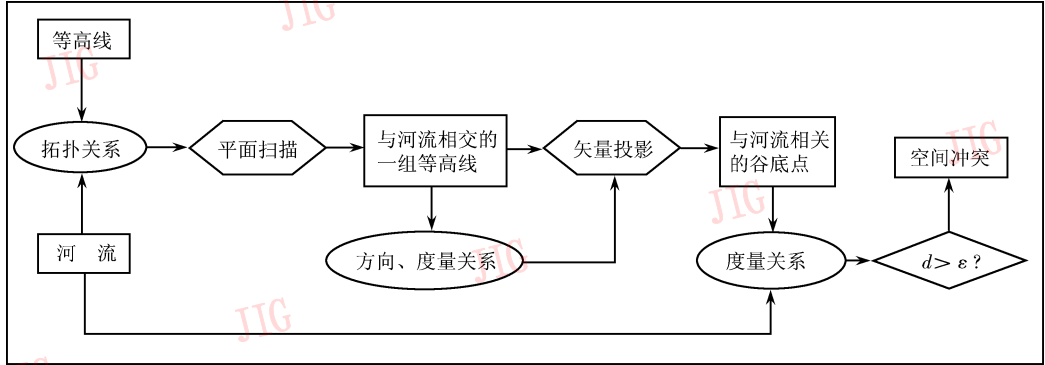 JIG
等高线
JIG
拓扑关系
平面扫描
与河流相交的
一组等高线
矢量投影
与河流相关
的谷底点
空间冲突
JIG
JIG
河 流
方向、度量关系
JIG
度量关系
d> ε?
JIG